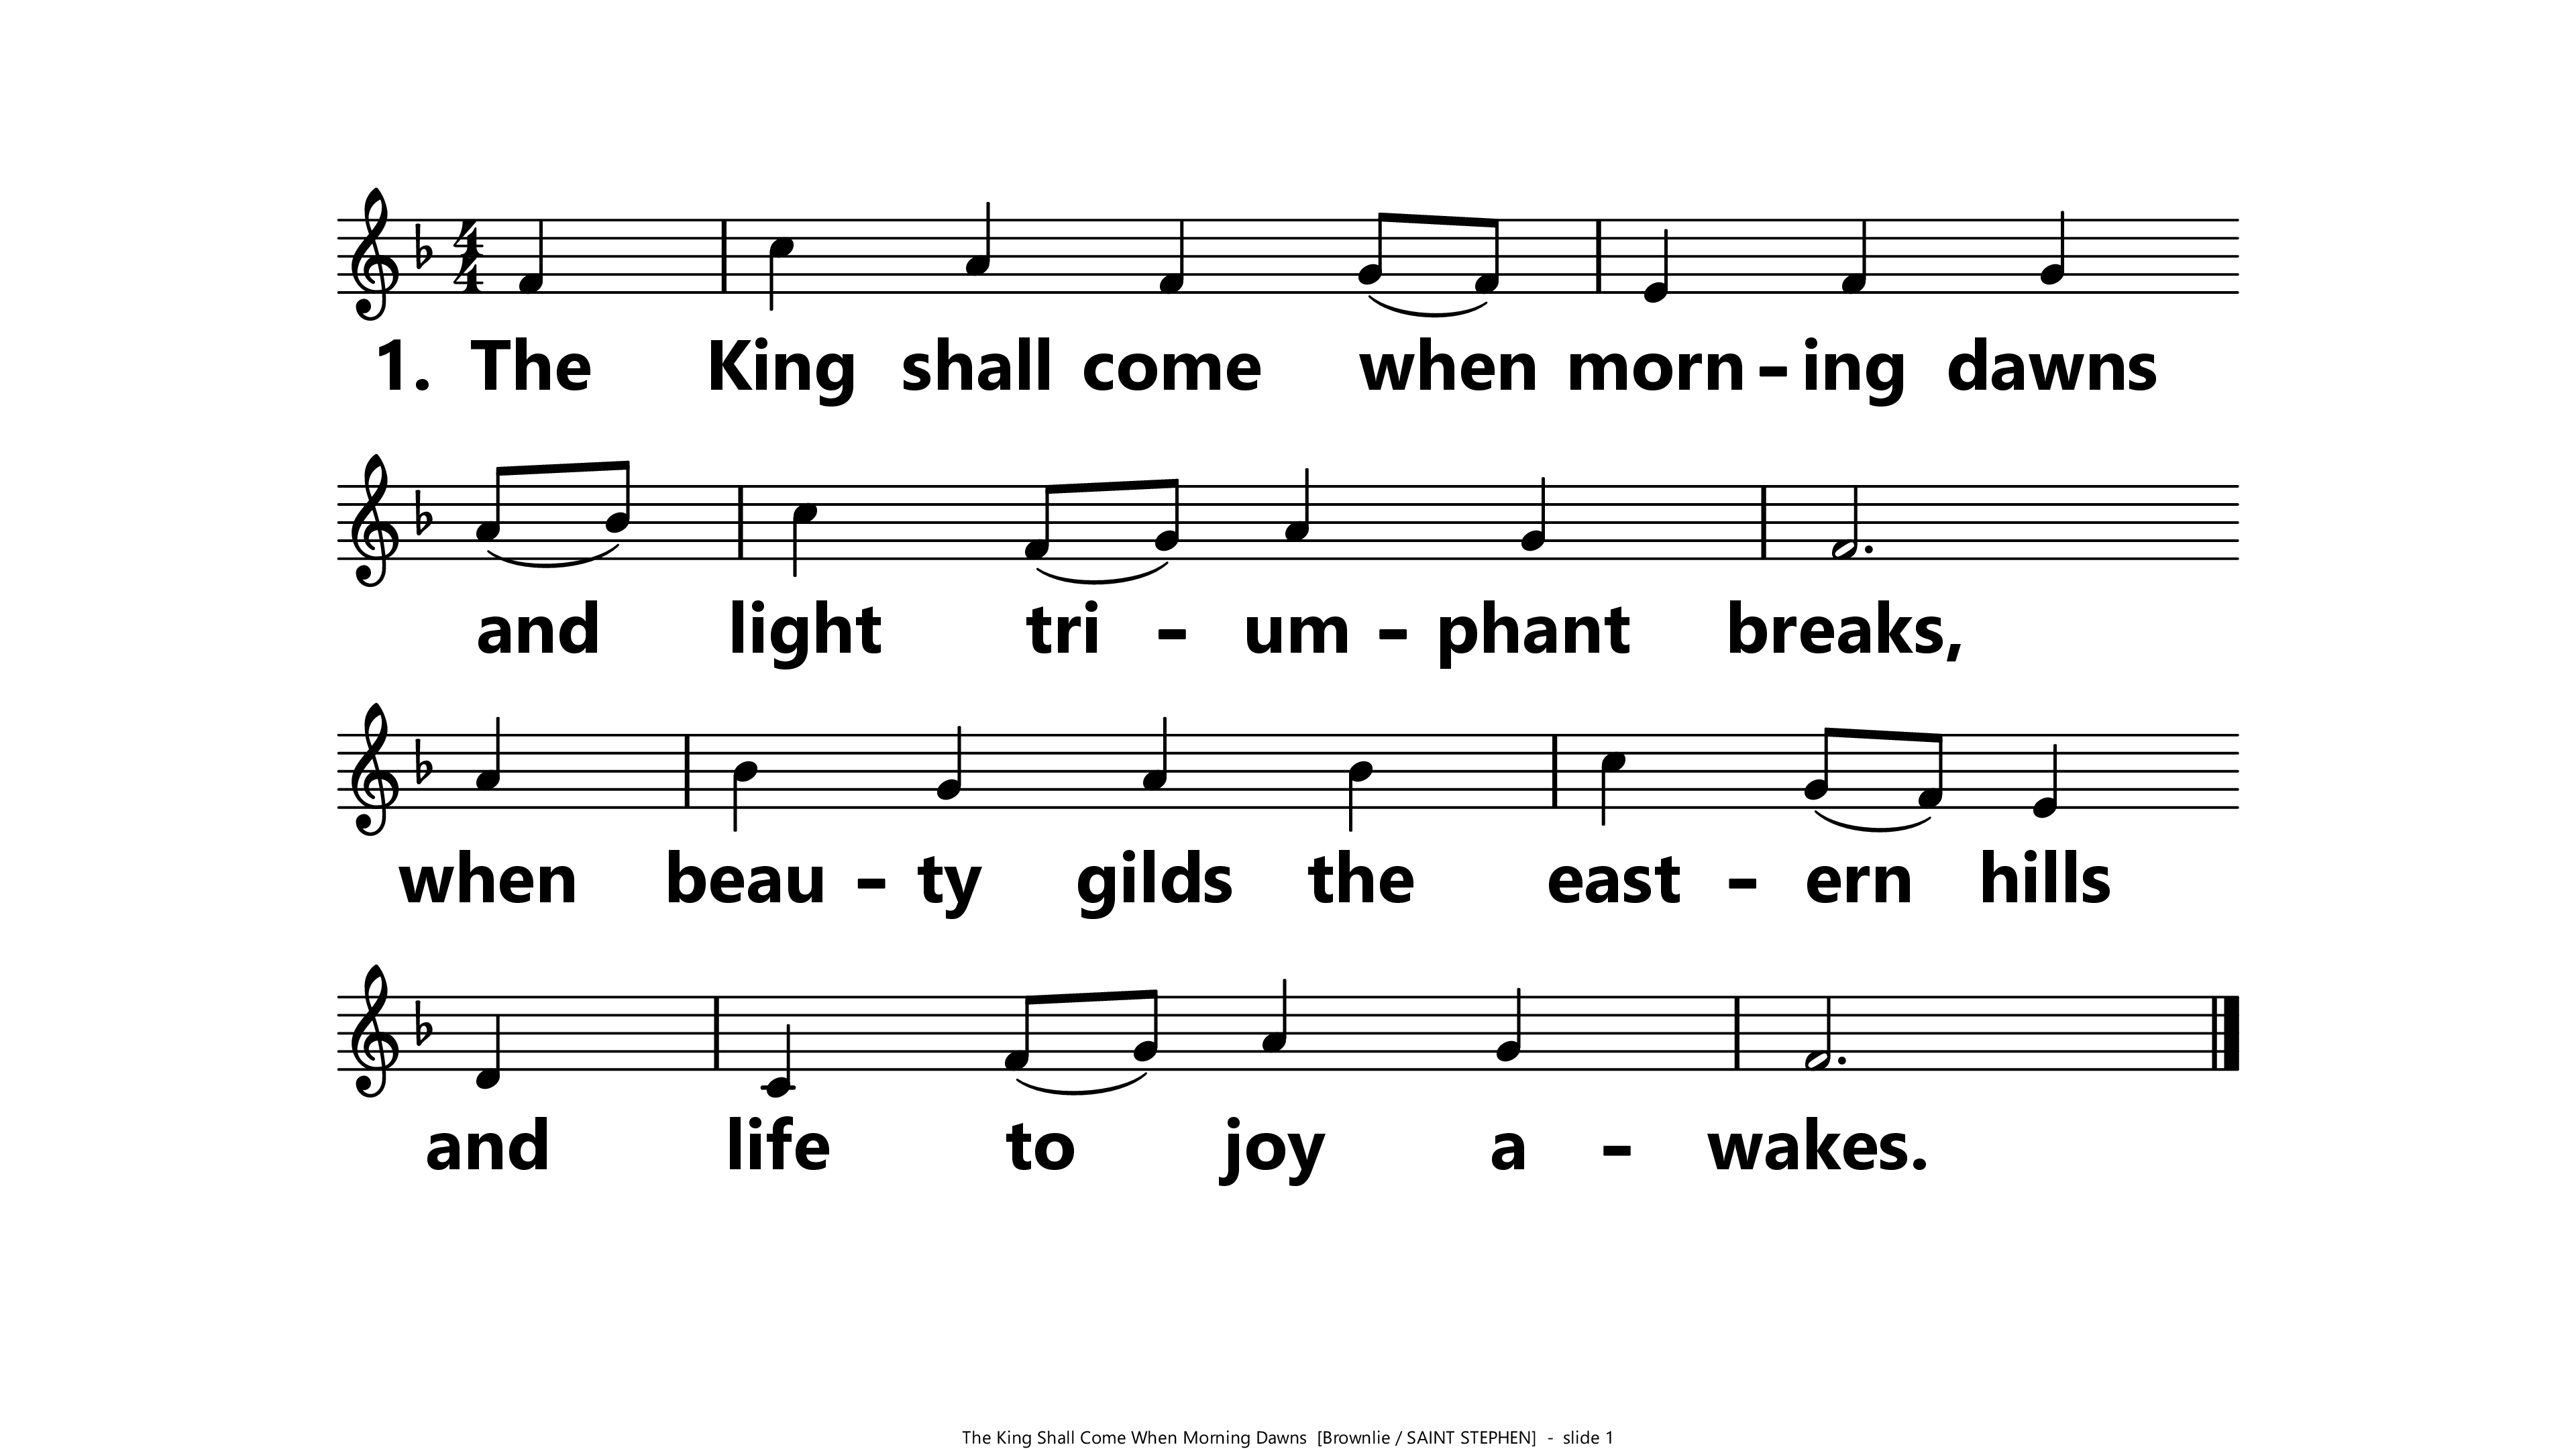 1. The King shall come when morn - ing dawns
and light tri - um - phant breaks,
when beau - ty gilds the east - ern hills
and life to joy a - wakes.
The King Shall Come When Morning Dawns [Brownlie / SAINT STEPHEN] - slide 1